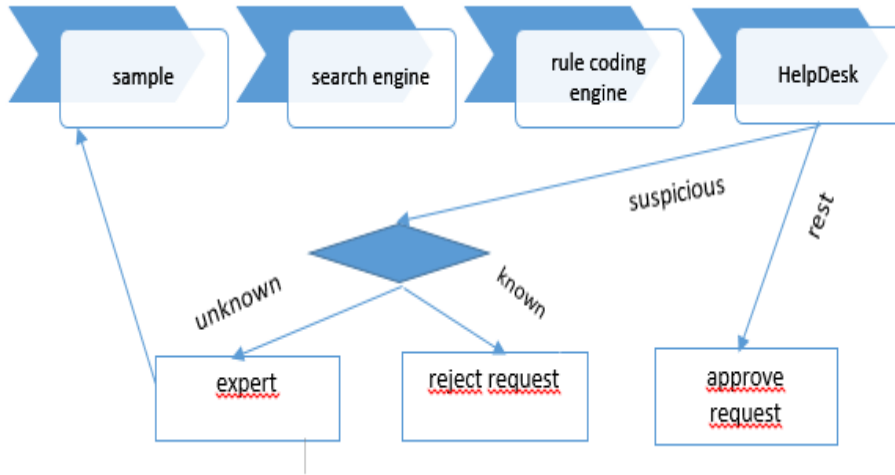 sample
search engine
rule coding
engine
HelpDesk
suspicious
rest
unknown
known
expert
reject request
approve
request